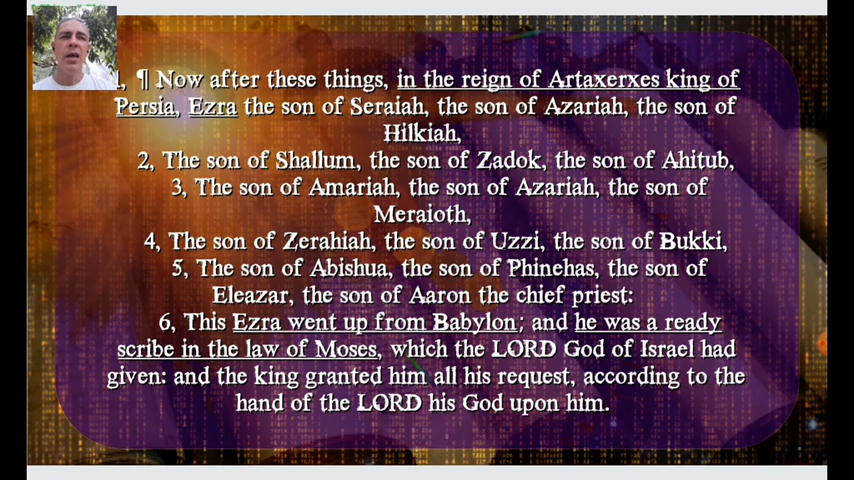 1, ¶ Now after these things, in the reign of Artaxerxes king of
Persia, Ezra the son of Seraiah, the son of Azariah, the son of
Hilkiah,
2, The son of Shallum, the son of Zadok, the son of Ahitub,
3, The son of Amariah, the son of Azariah, the son of
Meraioth,
4, The son of Zerahiah, the son of Uzzi, the son of Bukki,
5, The son of Abishua, the son of Phinehas, the son of
Eleazar, the son of Aaron the chief priest:
6, This Ezra went up from Babylon; and he was a ready
scribe in the law of Moses, which the LORD God of Israel had
given: and the king granted him all his request, according to the
hand of the LORD his God upon him.